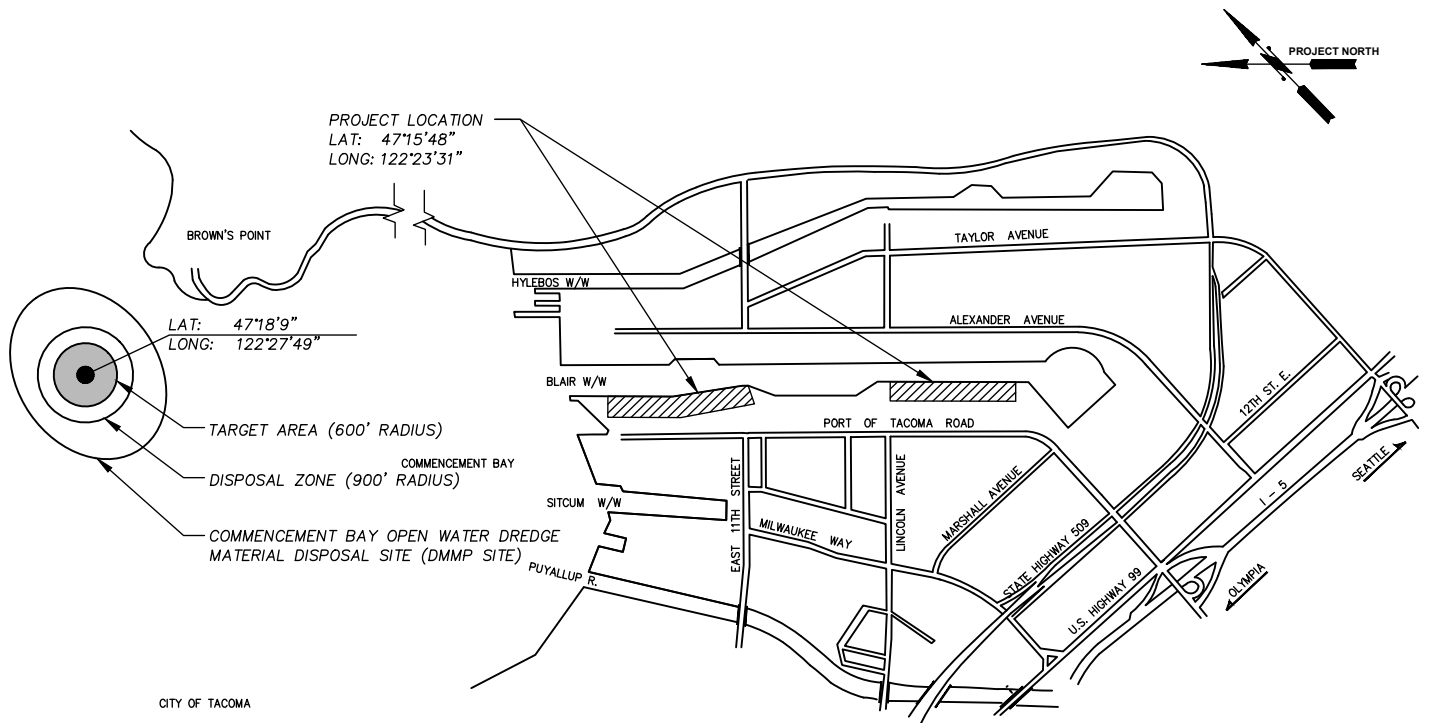 PROJECT NORTH
PROJECT LOCATION
LAT: 47°15'48"
LONG: 122°23'31"
BROWN'S POINT
TAYLOR AVENUE
HYLEBOS W/W
LAT: 47°18'9"
LONG: 122°27'49"
ALEXANDER AVENUE
BLAIR W/W
12TH ST. E.
TARGET AREA (600' RADIUS)
PORT OF TACOMA ROAD
COMMENCEMENT BAY
DISPOSAL ZONE (900' RADIUS)
SEATTLE
I - 5
SITCUM W/W
EAST 11TH STREET
LINCOLN AVENUE
MARSHALL AVENUE
MILWAUKEE WAY
COMMENCEMENT BAY OPEN WATER DREDGE
MATERIAL DISPOSAL SITE (DMMP SITE)
PUYALLUP R.
STATE HIGHWAY 509
U.S. HIGHWAY 99
OLYMPIA
CITY OF TACOMA